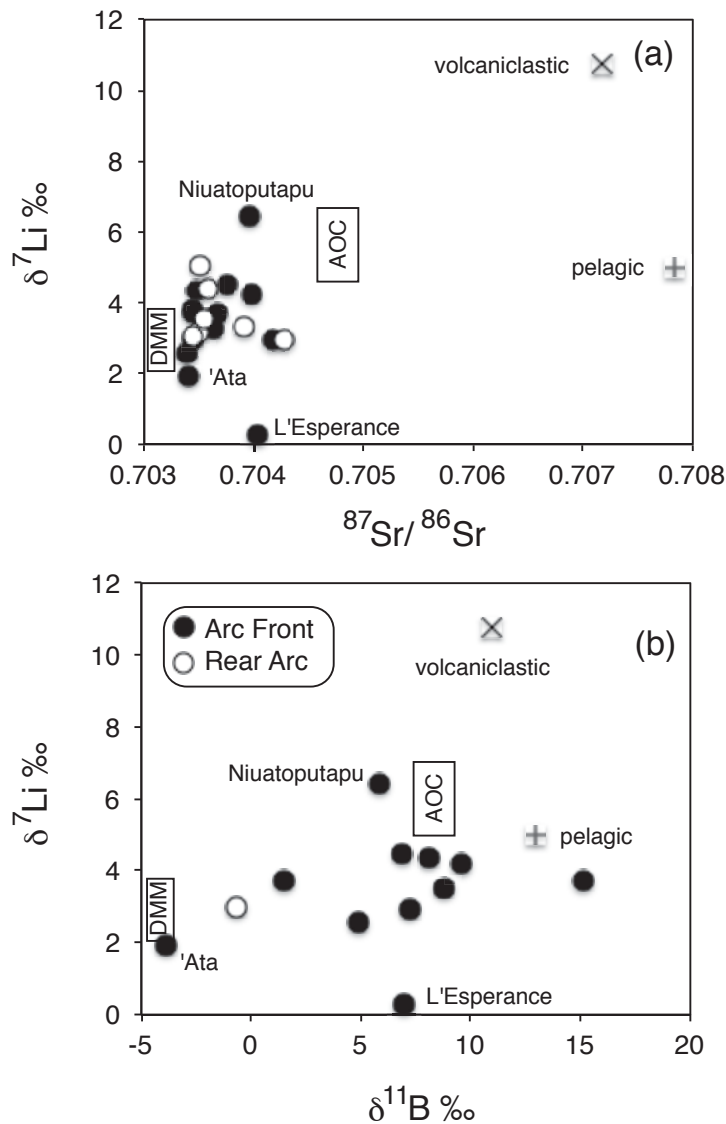 12
10
8
6
4
2
0
δ7Li ‰
(a)
volcaniclastic
Niuatoputapu
AOC
pelagic
DMM
'Ata
L'Esperance
0.703 0.704 0.705 0.706 0.707 0.708
87Sr/ 86Sr
12
10
8
6
4
2
0
δ7Li ‰
Arc Front
Rear Arc
(b)
volcaniclastic
Niuatoputapu
AOC
pelagic
DMM
'Ata
L'Esperance
-5 0 5 10 15 20
δ11B ‰